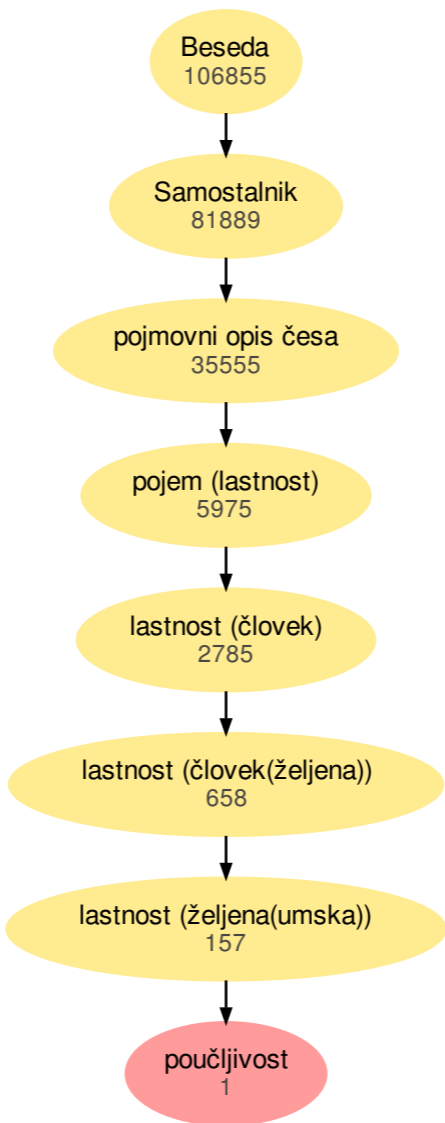 Beseda
106855
Samostalnik
81889
pojmovni opis česa
35555
pojem (lastnost)
5975
lastnost (človek)
2785
lastnost (človek(željena))
658
lastnost (željena(umska))
157
poučljivost
1